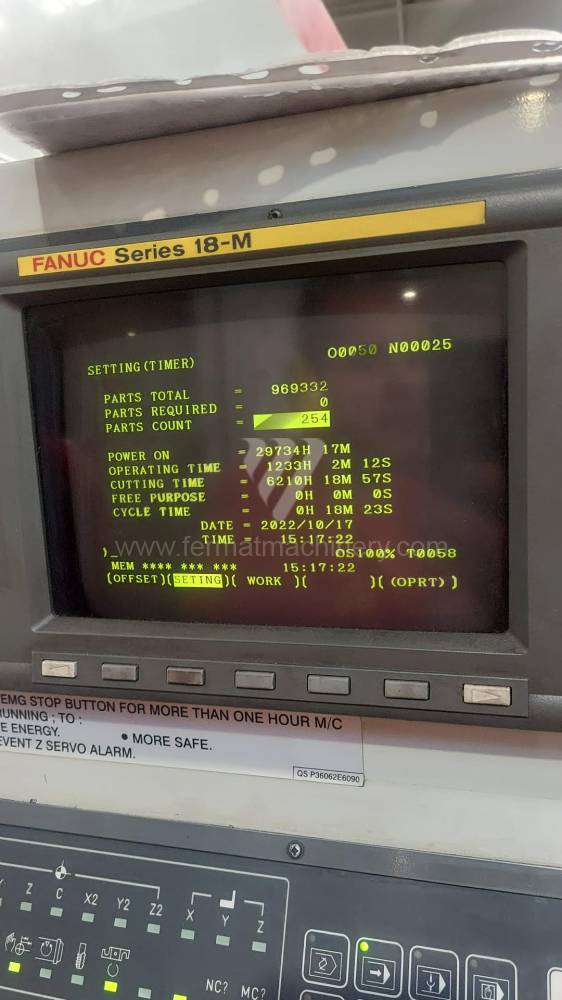 FANUC Series 18-M
SETTING(TIMER) O0050 N00025
PARTS TOTAL = 969332
PARTS REQUIRED = 0
PARTS COUNT = 254
POWER ON = 29734H 17M
OPERATING TIME = 1233H 2M 12S
CUTTING TIME = 6210H 18M 57S
FREE PURPOSE = 0H 0M 0S
CYCLE TIME = 0H 18M 23S
DATE = 2022/10/17
TIME = 15:17:22
www.fermatmachinery.com
)_ OS100% T0058
MEM **** *** *** 15:17:22
(OFFSET)(SETING)( WORK )( )( (OPRT) )
EMG STOP BUTTON FOR MORE THAN ONE HOUR M/C
RUNNING ; TO :
E ENERGY. • MORE SAFE.
EVENT Z SERVO ALARM.
QS P36062E6090
Z C X2 Y2 Z2 X Y Z
NC? MC?